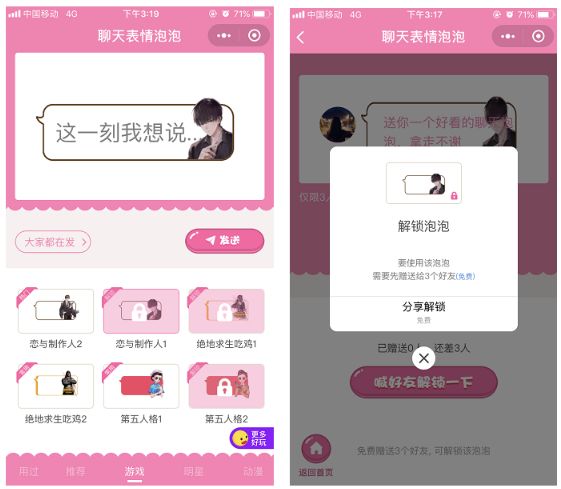 中国移动 4G
下午3:19
71%
聊天表情泡泡
这一刻我想说...
大家都在发
发送
恋与制作人2
恋与制作人1
绝地求生吃鸡1
绝地求生吃鸡2
第五人格1
第五人格2
更多
好玩
用过
推荐
游戏
明星
动漫
中国移动 4G
下午3:17
71%
聊天表情泡泡
送你一个好看的聊天泡
泡，拿走不谢
仅限3人
解锁泡泡
要使用该泡泡
需要先赠送给3个好友(免费)
分享解锁
免费
已赠送0人，还差3人
喊好友解锁一下
免费赠送3个好友, 可解锁该泡泡
返回首页